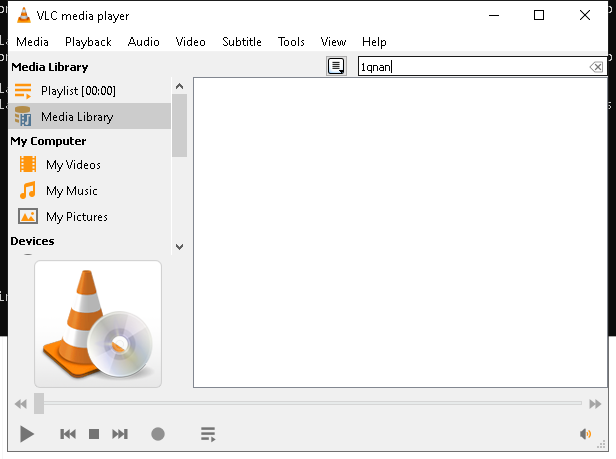 VLC media player
Media Playback Audio Video Subtitle Tools View Help
Media Library
1qnan
Playlist [00:00]
Media Library
My Computer
My Videos
My Music
My Pictures
Devices